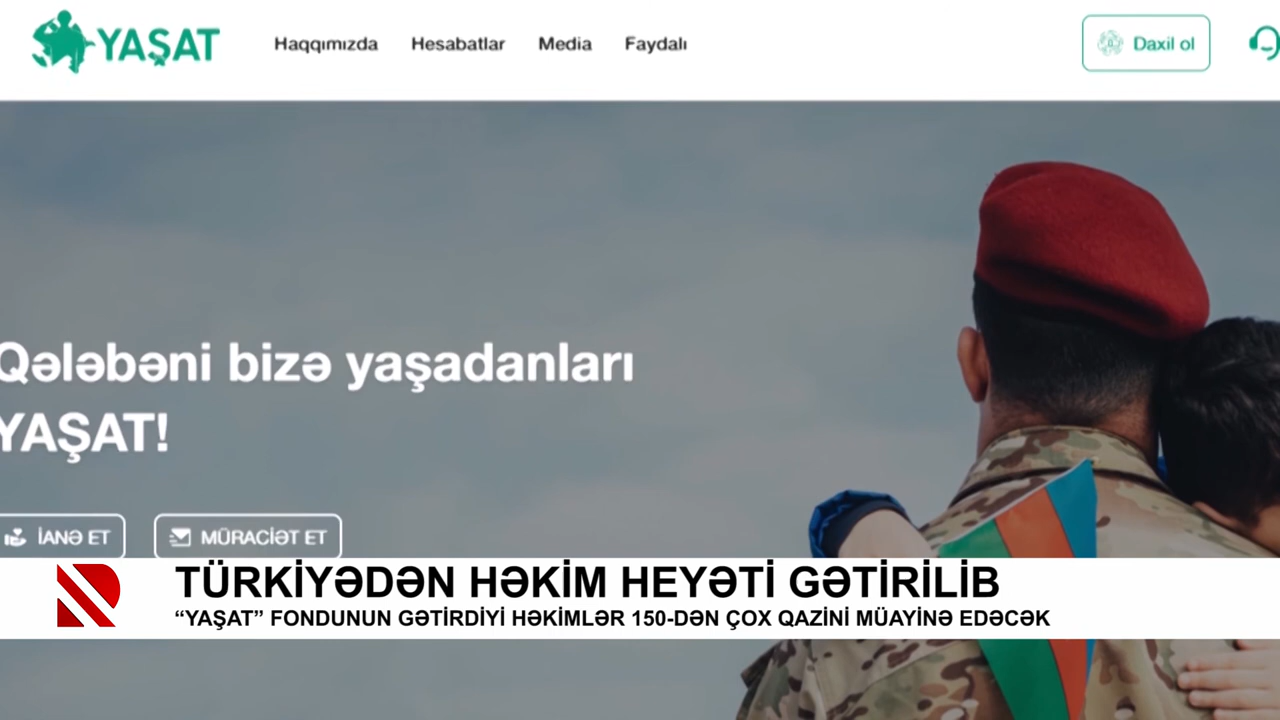 YAŞAT
Haqqımızda Hesabatlar Media Faydalı
Daxil ol
Qələbəni bizə yaşadanları
YAŞAT!
İANƏ ET
MÜRACİƏT ET
TÜRKİYƏDƏN HƏKİM HEYƏTİ GƏTİRİLİB
“YAŞAT” FONDUNUN GƏTİRDİYİ HƏKİMLƏR 150-DƏN ÇOX QAZİNİ MÜAYİNƏ EDƏCƏK